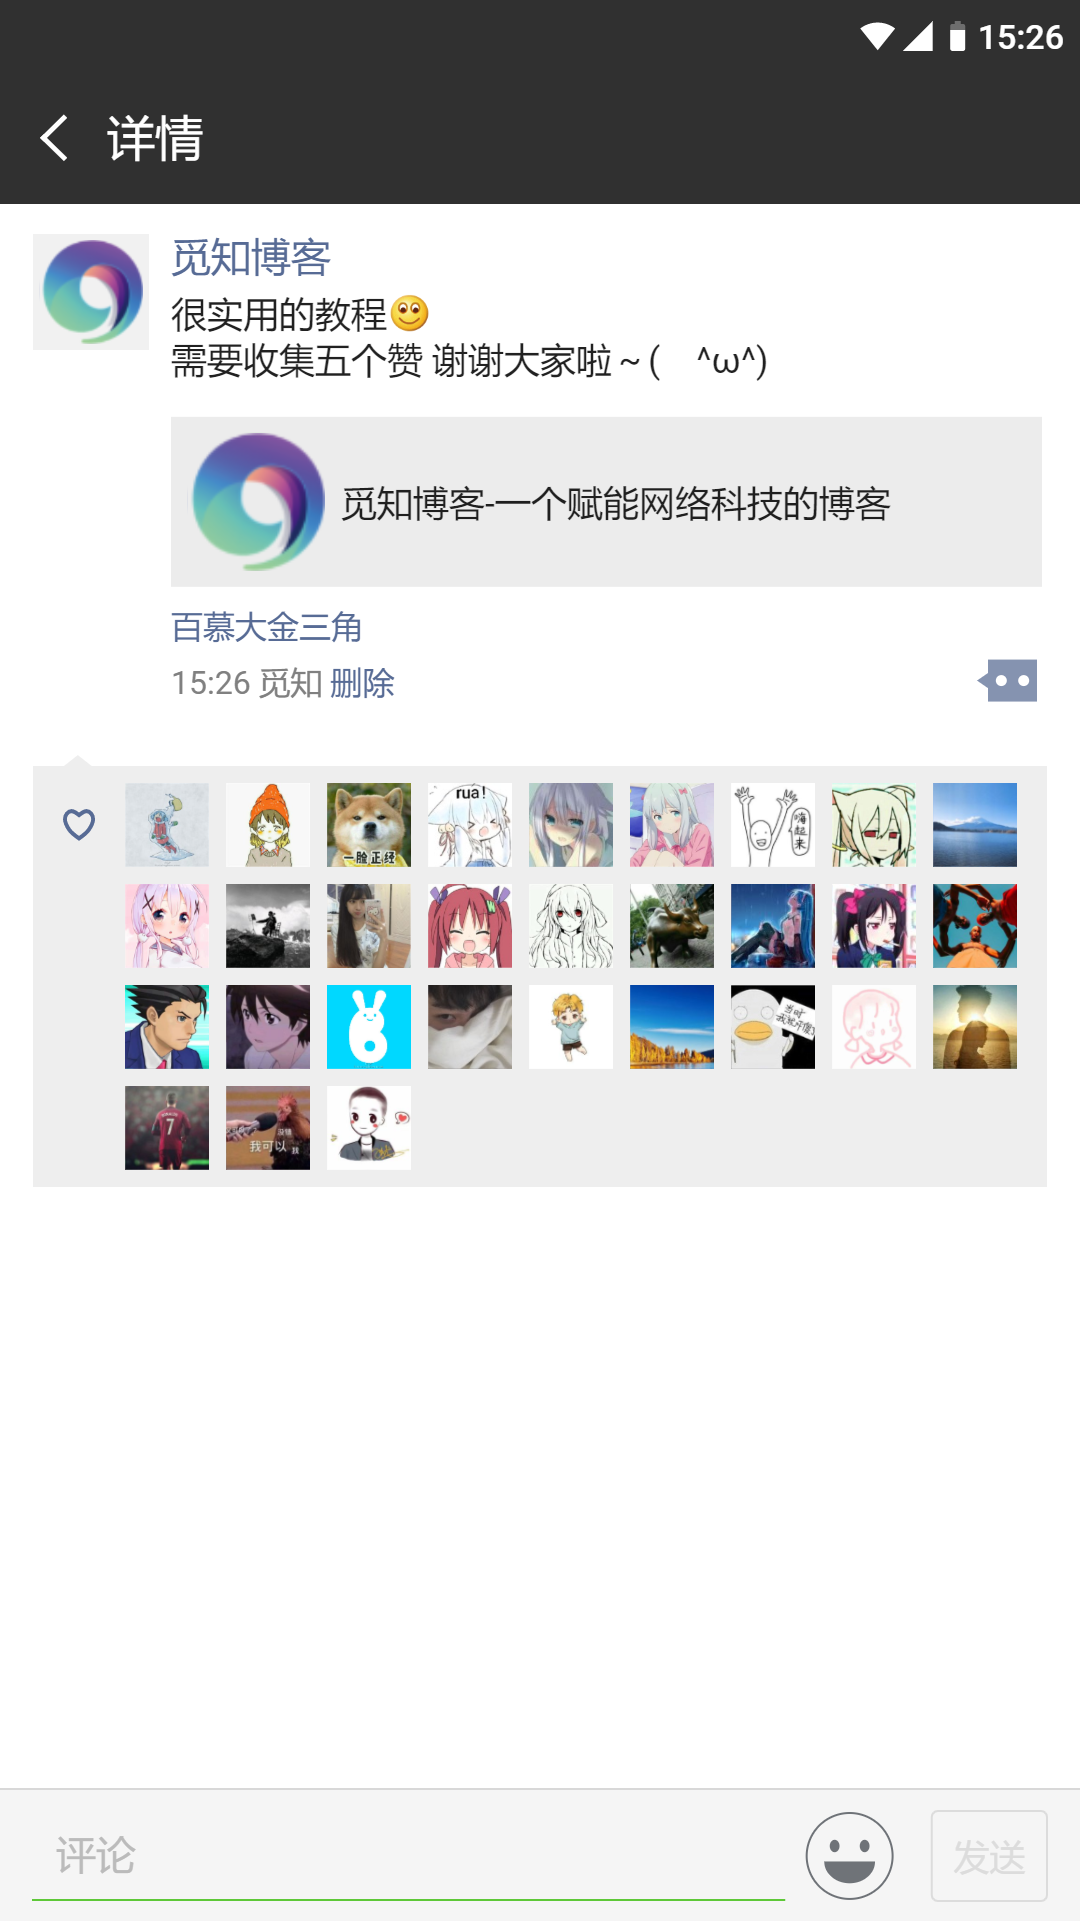 15:26
详情
觅知博客
很实用的教程
需要收集五个赞 谢谢大家啦～( ^ω^)
觅知博客-一个赋能网络科技的博客
百慕大金三角
15:26 觅知 删除
rua!
一脸正经
嗨起来
我可以
评论
发送